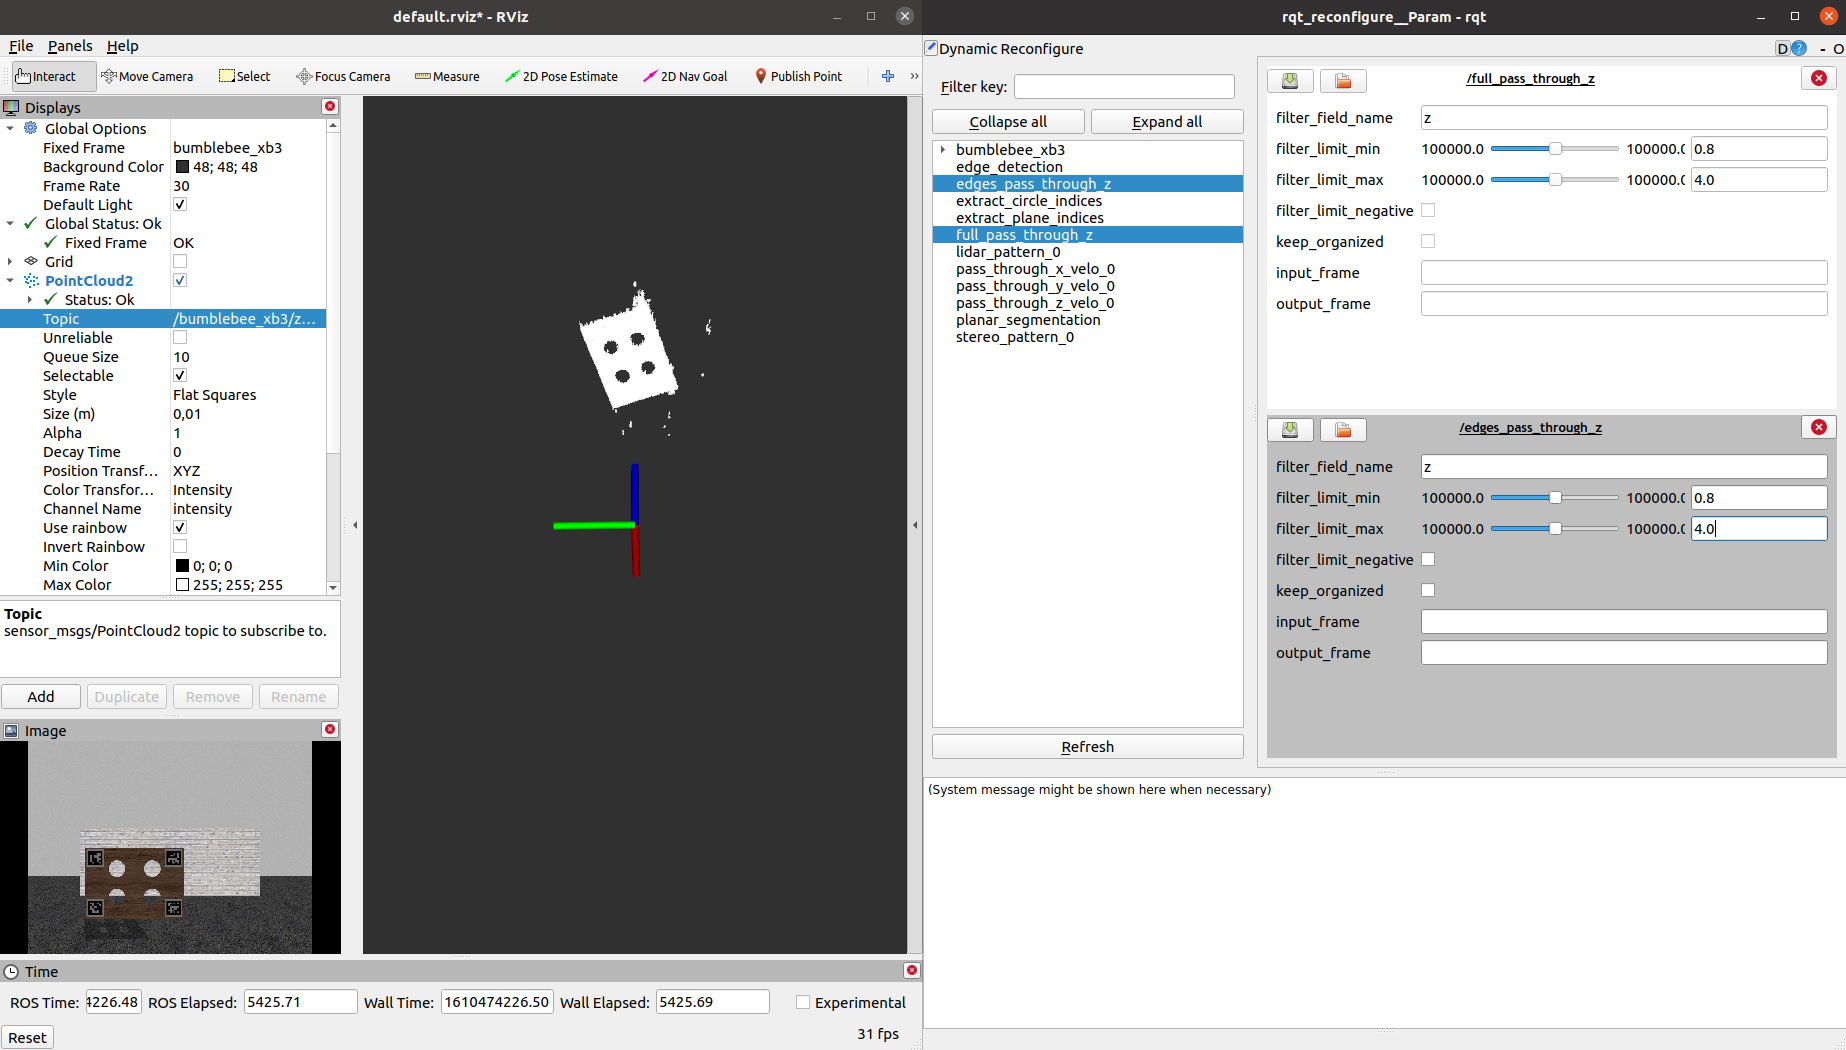 default.rviz* - RViz
File Panels Help
Interact Move Camera Select Focus Camera Measure 2D Pose Estimate 2D Nav Goal Publish Point »
Displays
Global Options
Fixed Frame bumblebee_xb3
Background Color 48; 48; 48
Frame Rate 30
Default Light
Global Status: Ok
Fixed Frame OK
Grid
PointCloud2
Status: Ok
Topic /bumblebee_xb3/z...
Unreliable
Queue Size 10
Selectable
Style Flat Squares
Size (m) 0,01
Alpha 1
Decay Time 0
Position Transf... XYZ
Color Transfor... Intensity
Channel Name intensity
Use rainbow
Invert Rainbow
Min Color 0; 0; 0
Max Color 255; 255; 255
Topic
sensor_msgs/PointCloud2 topic to subscribe to.
Add Duplicate Remove Rename
Image
Time
ROS Time: 4226.48 ROS Elapsed: 5425.71 Wall Time: 1610474226.50 Wall Elapsed: 5425.69 Experimental
Reset 31 fps
rqt_reconfigure__Param - rqt
Dynamic Reconfigure D ? - O
Filter key:
Collapse all Expand all
bumblebee_xb3
edge_detection
edges_pass_through_z
extract_circle_indices
extract_plane_indices
full_pass_through_z
lidar_pattern_0
pass_through_x_velo_0
pass_through_y_velo_0
pass_through_z_velo_0
planar_segmentation
stereo_pattern_0
Refresh
/full_pass_through_z
filter_field_name z
filter_limit_min 100000.0 100000.0 0.8
filter_limit_max 100000.0 100000.0 4.0
filter_limit_negative
keep_organized
input_frame
output_frame
/edges_pass_through_z
filter_field_name z
filter_limit_min 100000.0 100000.0 0.8
filter_limit_max 100000.0 100000.0 4.0
filter_limit_negative
keep_organized
input_frame
output_frame
(System message might be shown here when necessary)